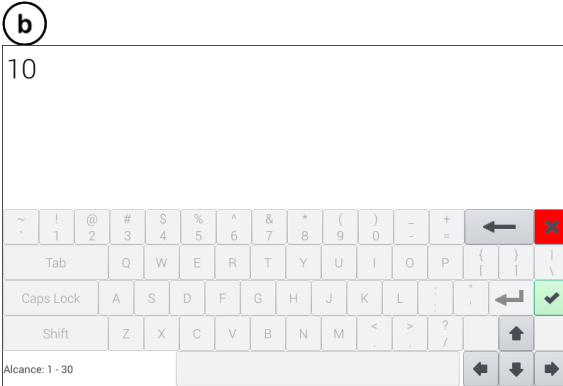 b
10
~ ! @ # $ % ^ & * ( ) _ +
` 1 2 3 4 5 6 7 8 9 0 - =
Tab Q W E R T Y U I O P { [ } ] | \
Caps Lock A S D F G H J K L : ; " '
Shift Z X C V B N M < , > . ? /
Alcance: 1 - 30